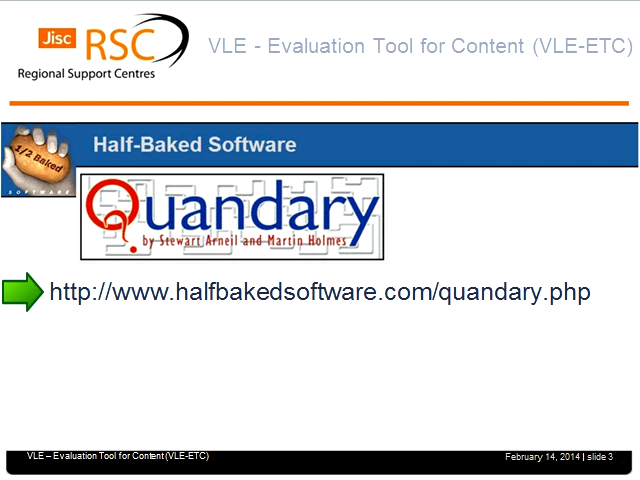 Jisc RSC
Regional Support Centres
VLE - Evaluation Tool for Content (VLE-ETC)
1/2 Baked
SOFTWARE
Half-Baked Software
Quandary
by Stewart Arneil and Martin Holmes
http://www.halfbakedsoftware.com/quandary.php
VLE – Evaluation Tool for Content (VLE-ETC)
February 14, 2014 | slide 3